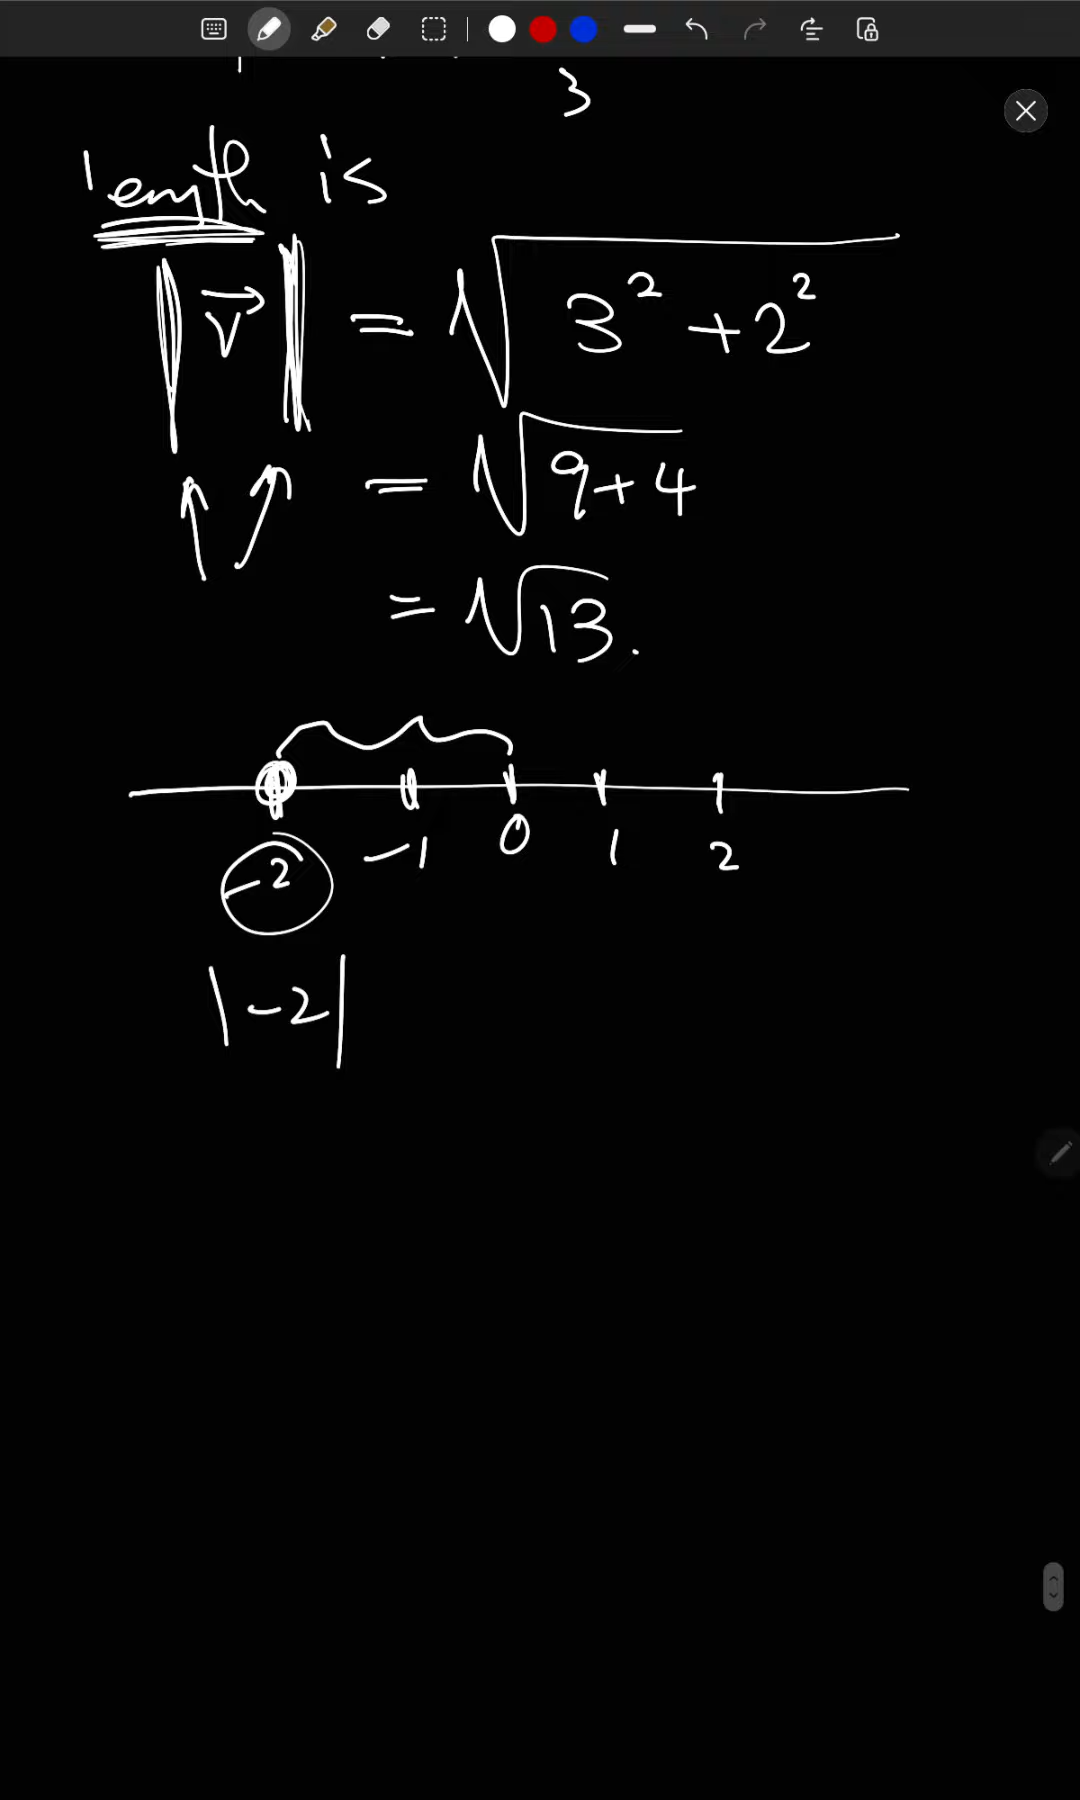 3
length is
‖v⃗‖ = √(3² + 2²)
= √(9+4)
= √13.
-2 -1 0 1 2
|-2|